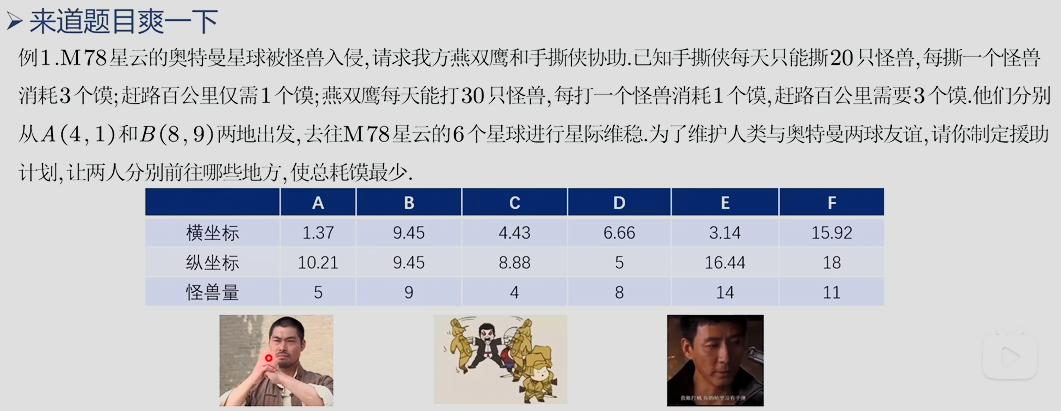 来道题目爽一下
例1.M78星云的奥特曼星球被怪兽入侵,请求我方燕双鹰和手撕侠协助.已知手撕侠每天只能撕20只怪兽,每撕一个怪兽
消耗3个馍;赶路百公里仅需1个馍;燕双鹰每天能打30只怪兽,每打一个怪兽消耗1个馍,赶路百公里需要3个馍.他们分别
从A(4,1)和B(8,9)两地出发,去往M78星云的6个星球进行星际维稳.为了维护人类与奥特曼两球友谊,请你制定援助
计划,让两人分别前往哪些地方,使总耗馍最少.
A B C D E F
横坐标 1.37 9.45 4.43 6.66 3.14 15.92
纵坐标 10.21 9.45 8.88 5 16.44 18
怪兽量 5 9 4 8 14 11